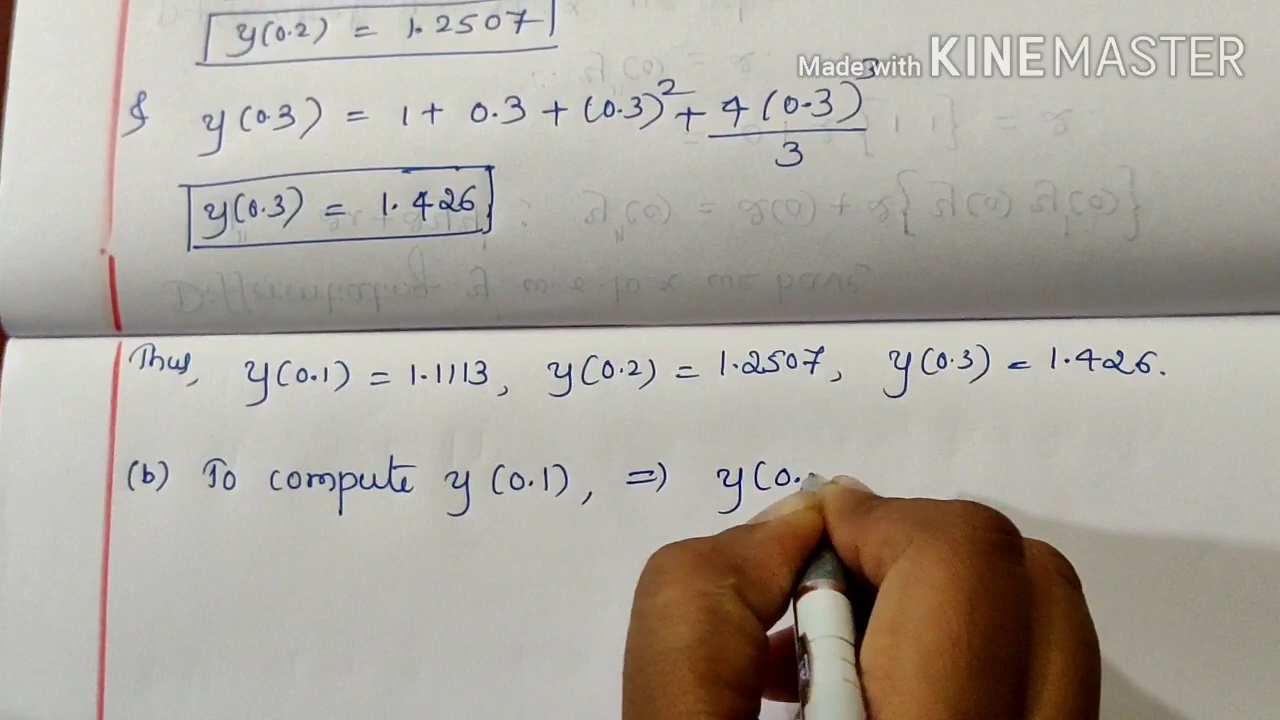 y(0.2) = 1.2507
Made with KINEMASTER
& y(0.3) = 1 + 0.3 + (0.3)² + 4(0.3)³/3
y(0.3) = 1.426
Thus, y(0.1) = 1.1113, y(0.2) = 1.2507, y(0.3) = 1.426.
(b) To compute y(0.1), ⇒ y(0.